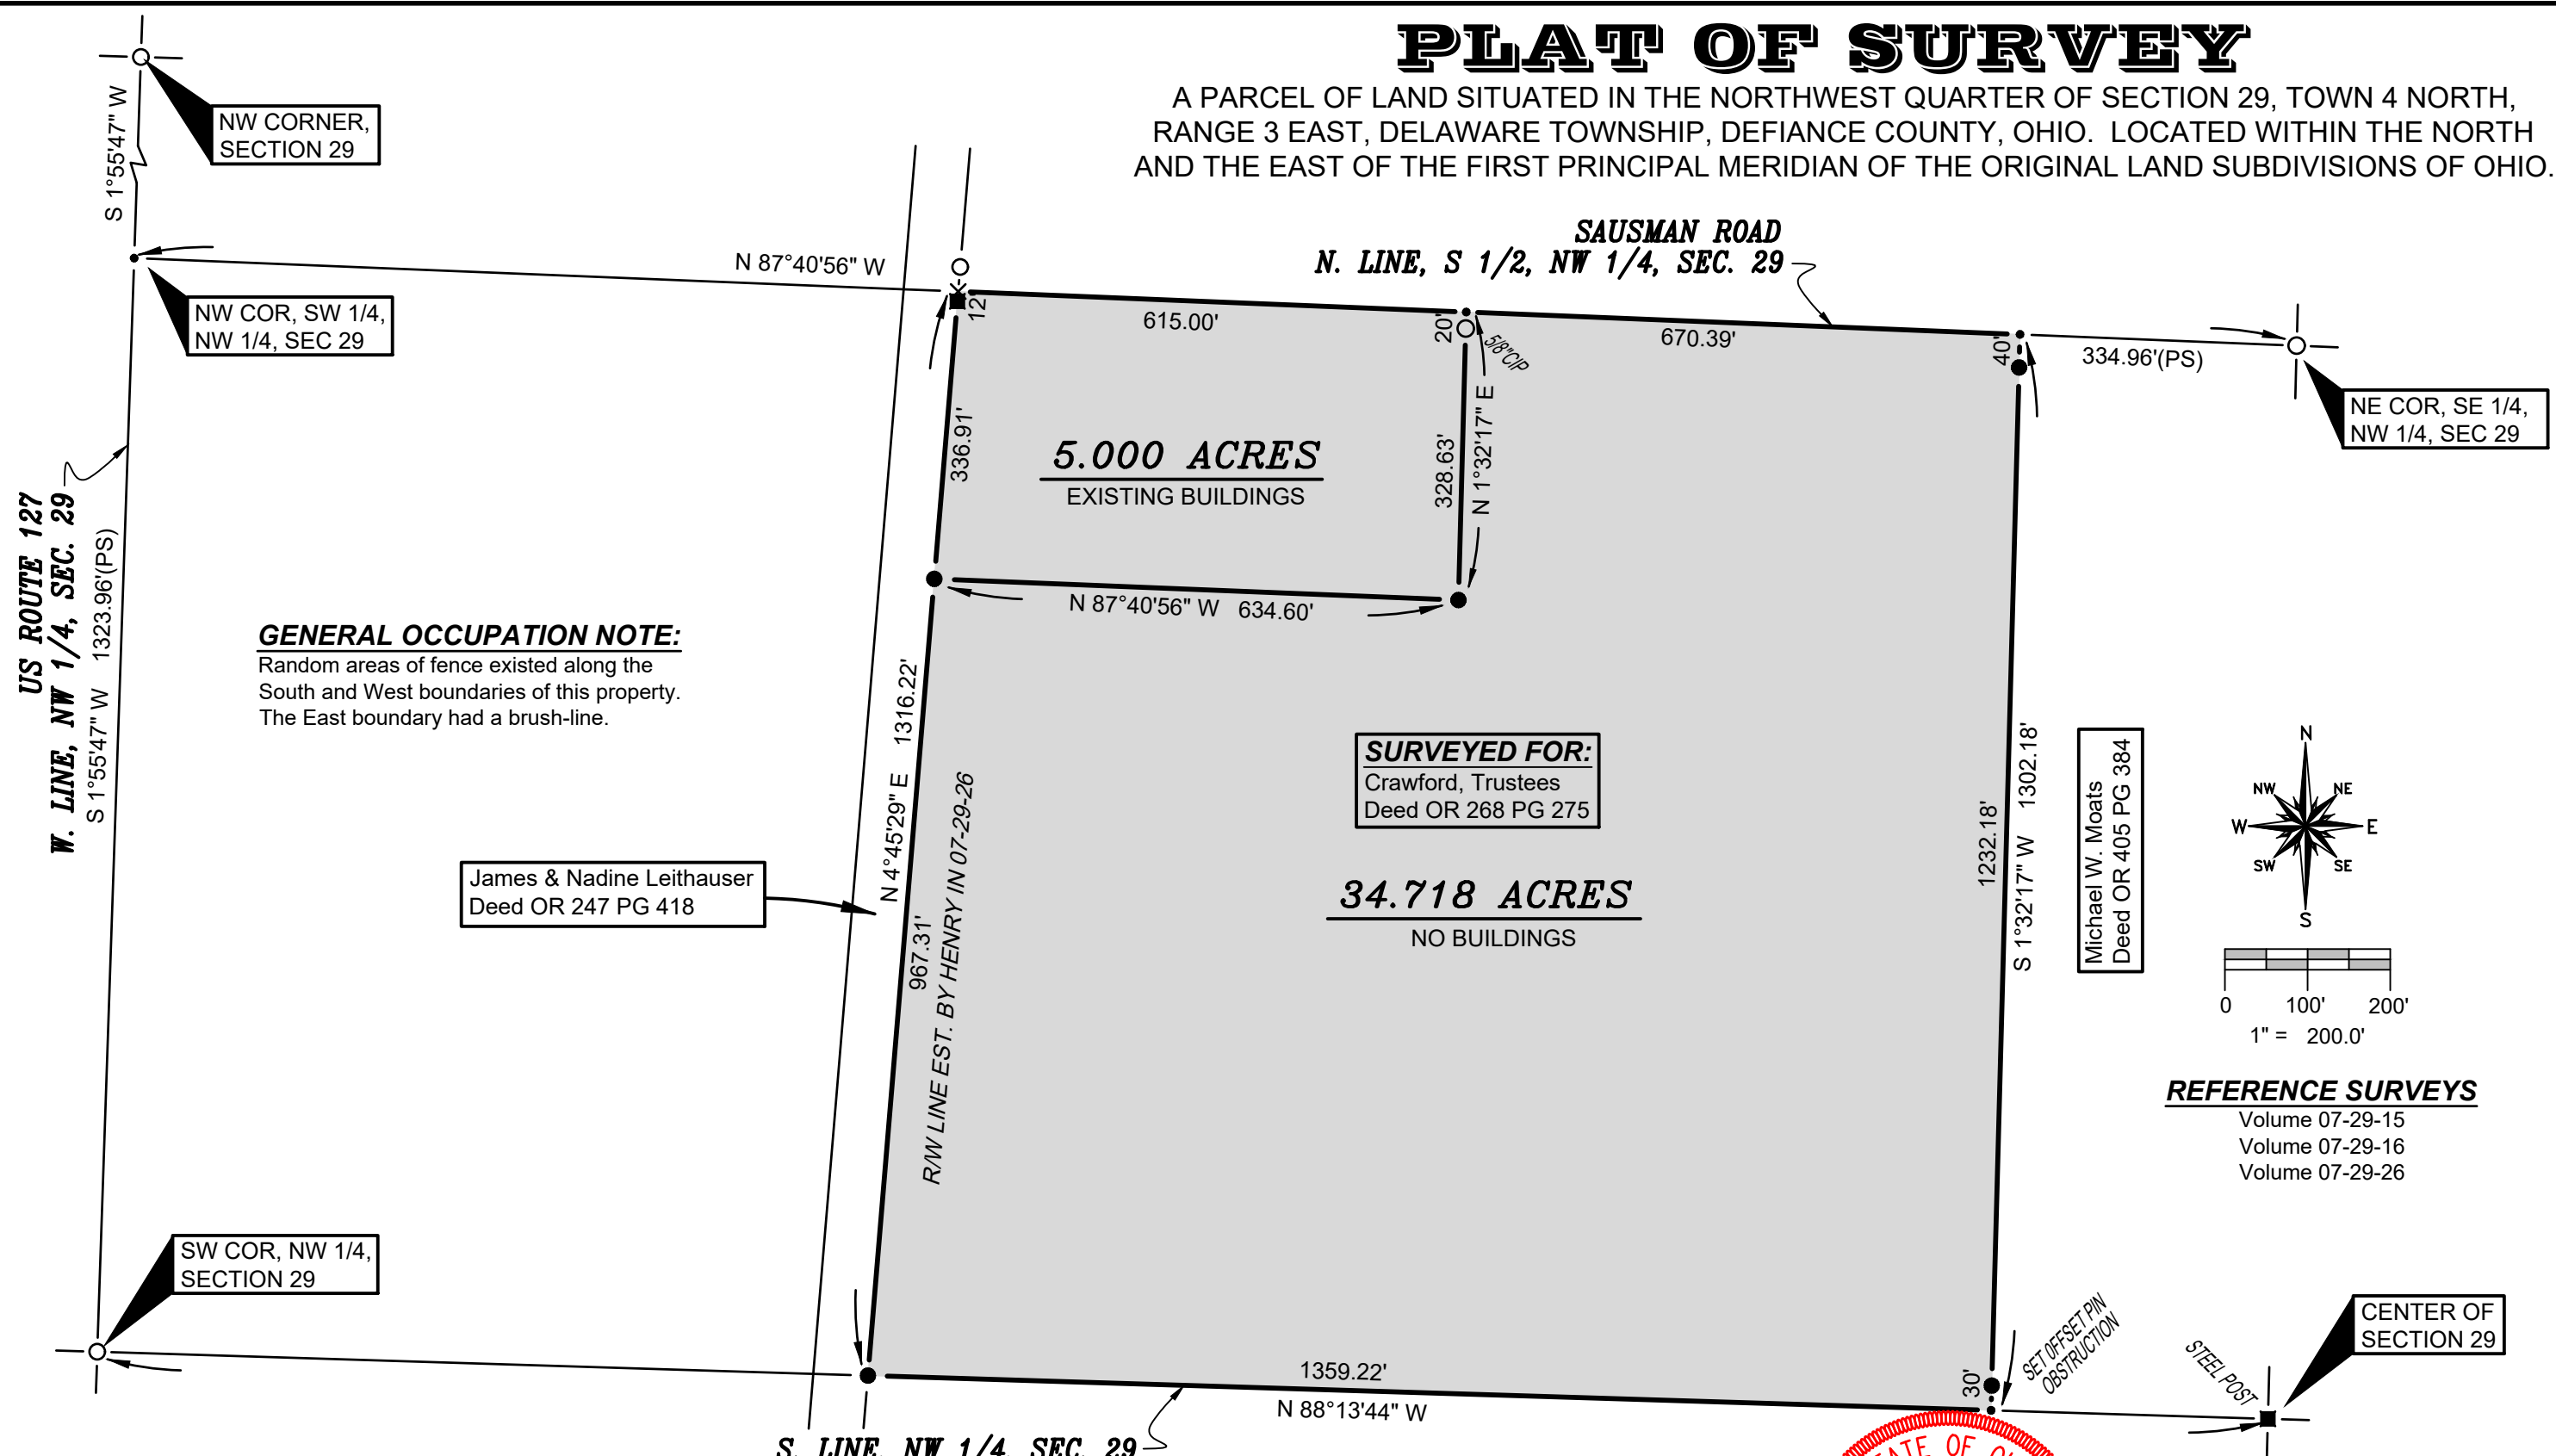 PLAT OF SURVEY
A PARCEL OF LAND SITUATED IN THE NORTHWEST QUARTER OF SECTION 29, TOWN 4 NORTH,
RANGE 3 EAST, DELAWARE TOWNSHIP, DEFIANCE COUNTY, OHIO. LOCATED WITHIN THE NORTH
AND THE EAST OF THE FIRST PRINCIPAL MERIDIAN OF THE ORIGINAL LAND SUBDIVISIONS OF OHIO.
NW CORNER,
SECTION 29
S 1°55'47" W
N 87°40'56" W
NW COR, SW 1/4,
NW 1/4, SEC 29
SAUSMAN ROAD
N. LINE, S 1/2, NW 1/4, SEC. 29
12'
615.00'
20'
5/8"CIP
670.39'
40'
334.96'(PS)
NE COR, SE 1/4,
NW 1/4, SEC 29
336.91'
5.000 ACRES
EXISTING BUILDINGS
328.63'
N 1°32'17" E
N 87°40'56" W 634.60'
US ROUTE 127
W. LINE, NW 1/4, SEC. 29
S 1°55'47" W 1323.96'(PS)
GENERAL OCCUPATION NOTE:
Random areas of fence existed along the
South and West boundaries of this property.
The East boundary had a brush-line.
N 4°45'29" E 1316.22'
967.31'
R/W LINE EST. BY HENRY IN 07-29-26
James & Nadine Leithauser
Deed OR 247 PG 418
SURVEYED FOR:
Crawford, Trustees
Deed OR 268 PG 275
34.718 ACRES
NO BUILDINGS
1232.18'
S 1°32'17" W 1302.18'
Michael W. Moats
Deed OR 405 PG 384
N
NW
NE
W
E
SW
SE
S
0 100' 200'
1" = 200.0'
REFERENCE SURVEYS
Volume 07-29-15
Volume 07-29-16
Volume 07-29-26
SW COR, NW 1/4,
SECTION 29
1359.22'
N 88°13'44" W
30'
SET OFFSET PIN
OBSTRUCTION
STEEL POST
CENTER OF
SECTION 29
S. LINE, NW 1/4, SEC. 29
OF